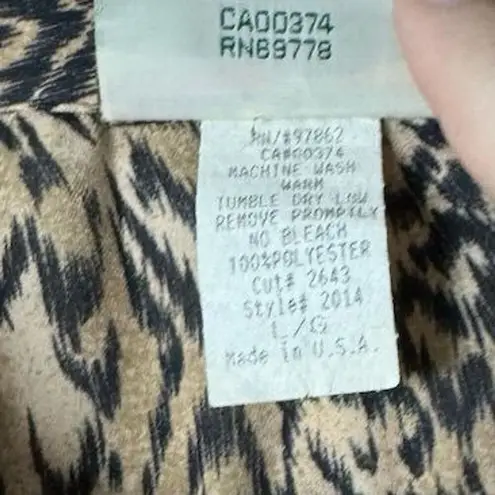 CA00374
RN89778
RN/#97862
CA#00374
MACHINE WASH
WARM
TUMBLE DRY LOW
REMOVE PROMPTLY
NO BLEACH
100%POLYESTER
Cut# 2643
Style# 2014
L/G
Made In U.S.A.